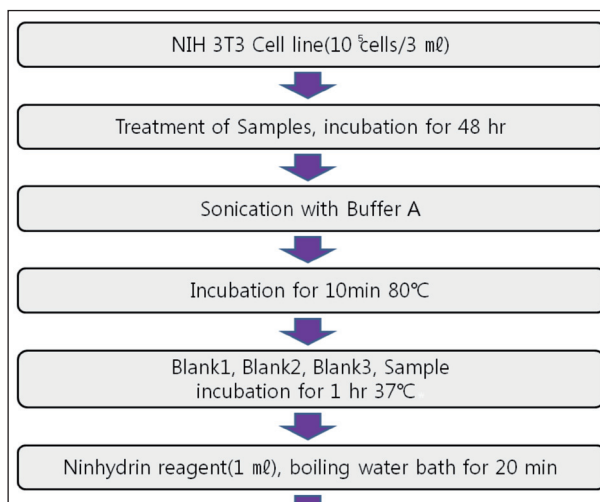 NIH 3T3 Cell line(10 ⁵cells/3 ㎖)
Treatment of Samples, incubation for 48 hr
Sonication with Buffer A
Incubation for 10min 80℃
Blank1, Blank2, Blank3, Sample
incubation for 1 hr 37℃
Ninhydrin reagent(1 ㎖), boiling water bath for 20 min